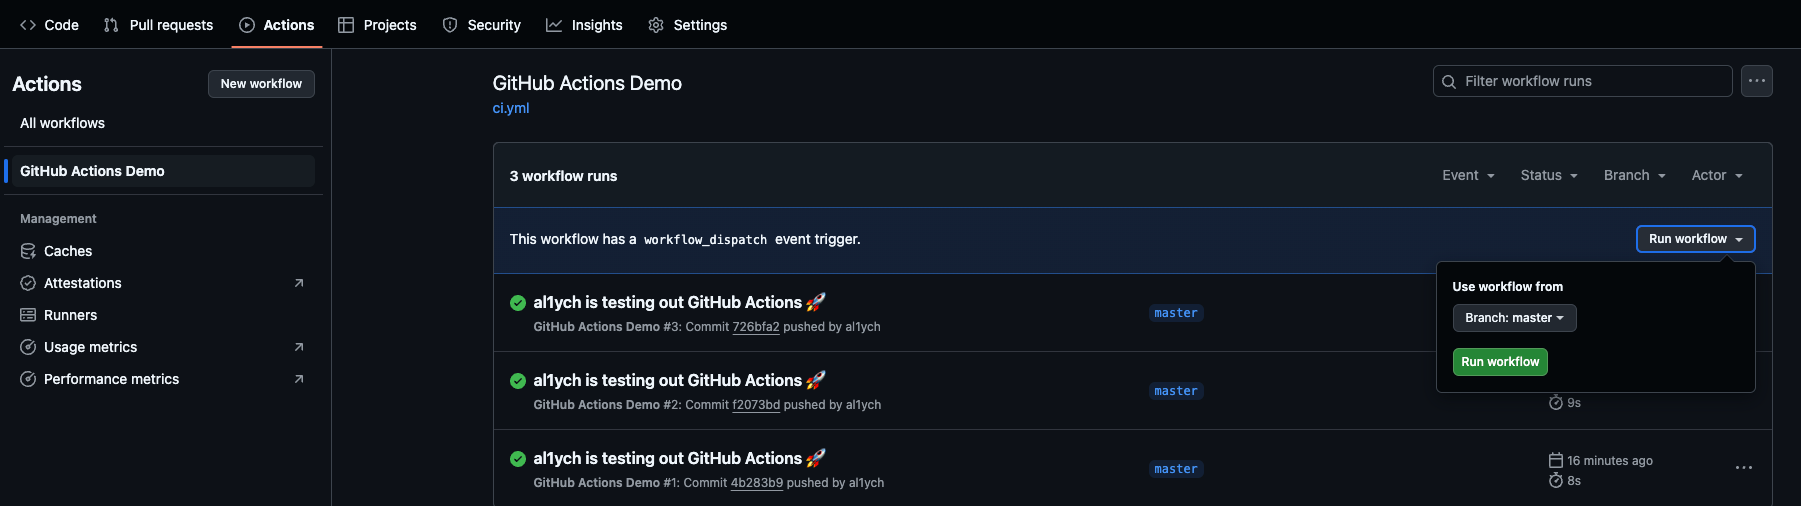 Code Pull requests Actions Projects Security Insights Settings
Actions New workflow
All workflows
GitHub Actions Demo
Management
Caches
Attestations
Runners
Usage metrics
Performance metrics
GitHub Actions Demo
ci.yml
Filter workflow runs
3 workflow runs
Event Status Branch Actor
This workflow has a workflow_dispatch event trigger.
Run workflow
Use workflow from
Branch: master
Run workflow
al1ych is testing out GitHub Actions 🚀
GitHub Actions Demo #3: Commit 726bfa2 pushed by al1ych
master
al1ych is testing out GitHub Actions 🚀
GitHub Actions Demo #2: Commit f2073bd pushed by al1ych
master
9s
al1ych is testing out GitHub Actions 🚀
GitHub Actions Demo #1: Commit 4b283b9 pushed by al1ych
master
16 minutes ago
8s